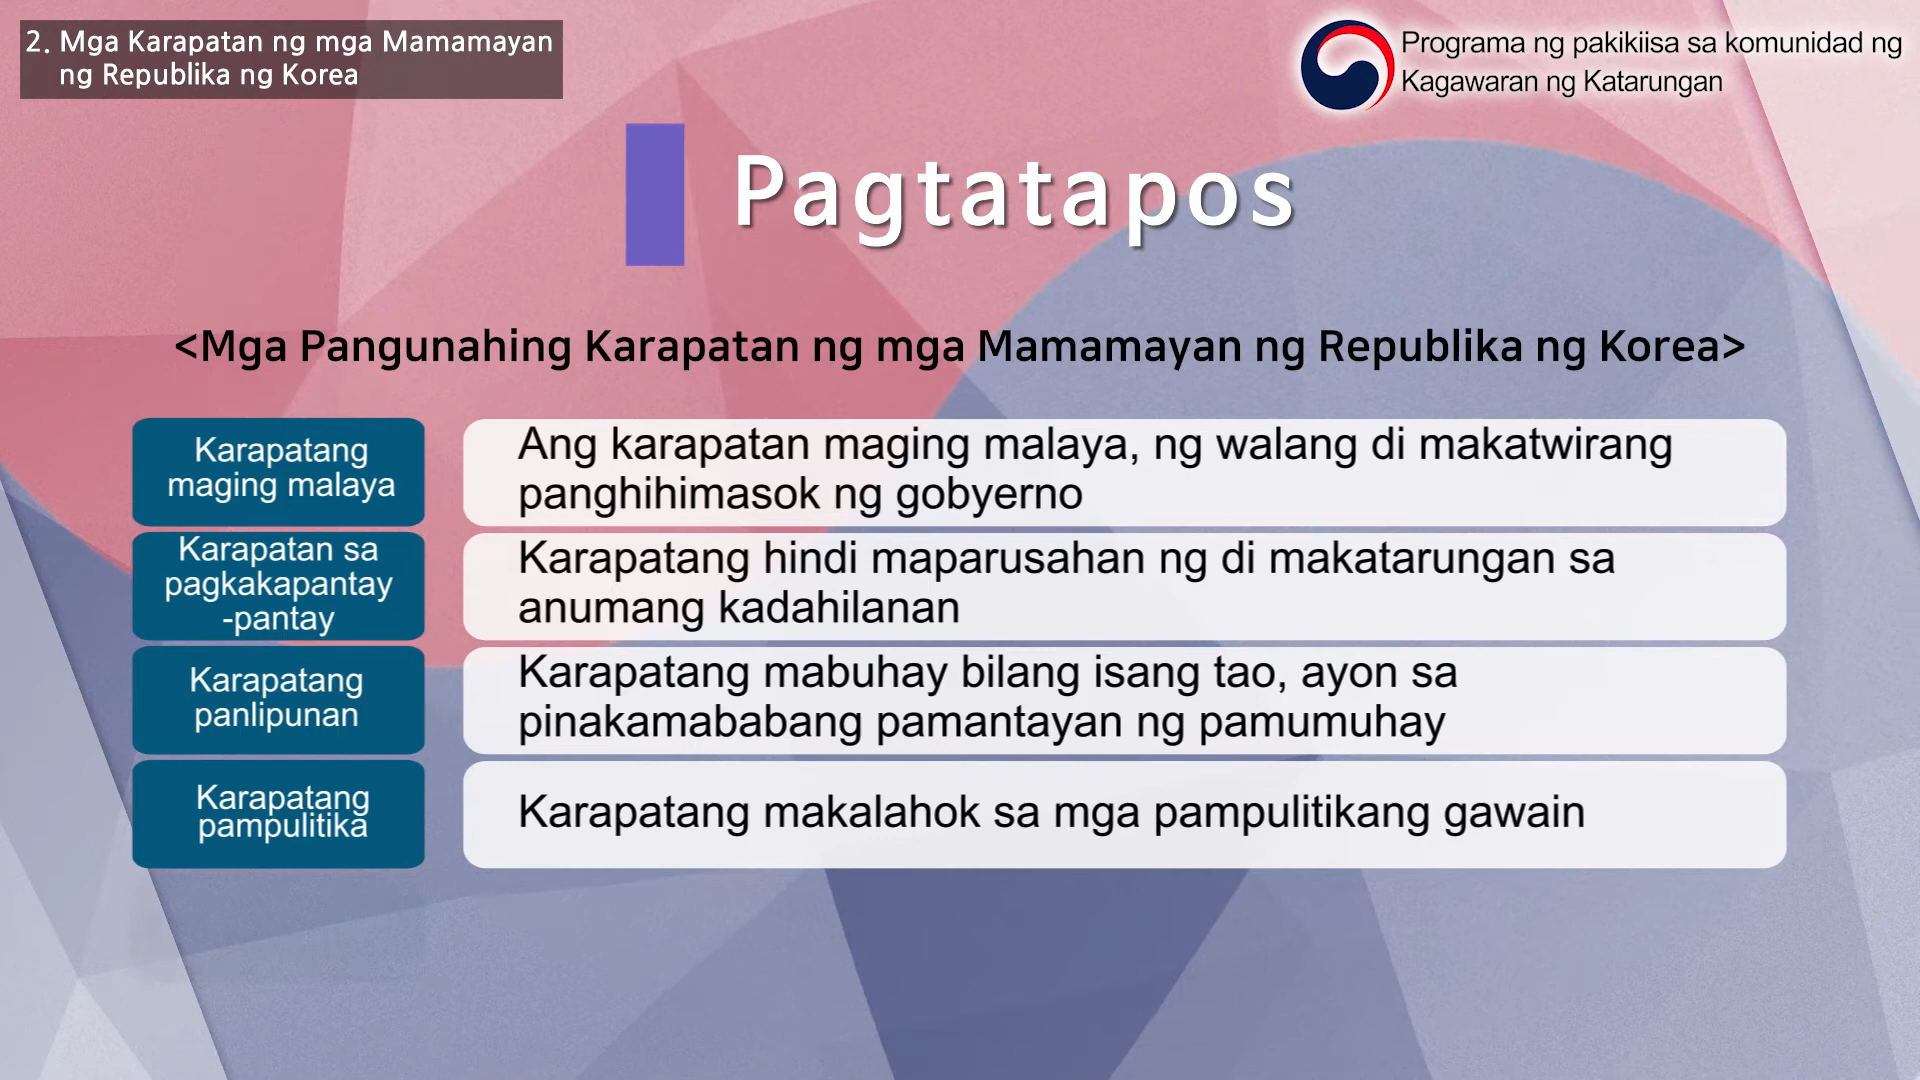 2. Mga Karapatan ng mga Mamamayan
ng Republika ng Korea
Programa ng pakikiisa sa komunidad ng
Kagawaran ng Katarungan
Pagtatapos
<Mga Pangunahing Karapatan ng mga Mamamayan ng Republika ng Korea>
Karapatang
maging malaya
Ang karapatan maging malaya, ng walang di makatwirang
panghihimasok ng gobyerno
Karapatan sa
pagkakapantay
-pantay
Karapatang hindi maparusahan ng di makatarungan sa
anumang kadahilanan
Karapatang
panlipunan
Karapatang mabuhay bilang isang tao, ayon sa
pinakamababang pamantayan ng pamumuhay
Karapatang
pampulitika
Karapatang makalahok sa mga pampulitikang gawain